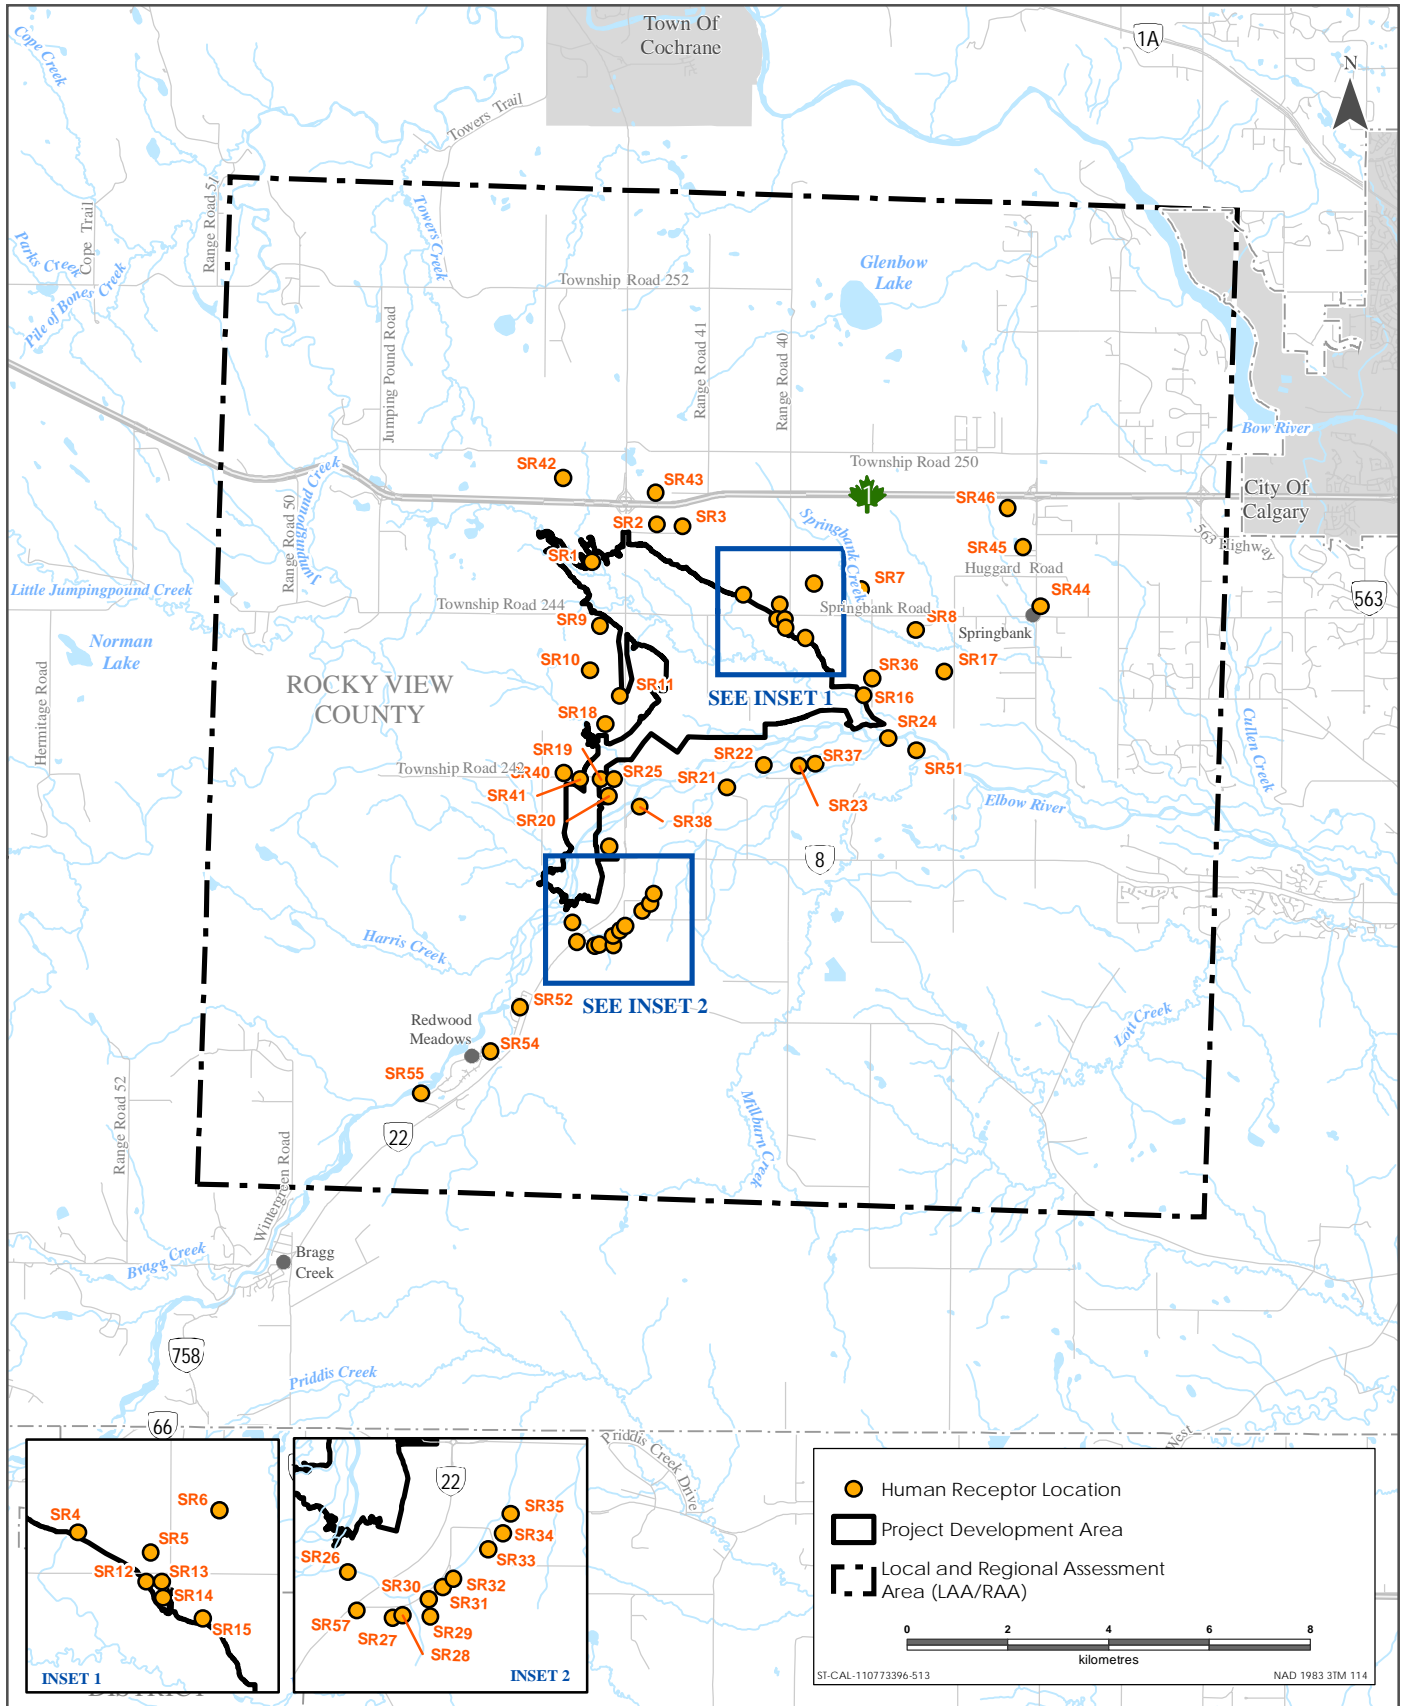 Town Of
Cochrane
1A
N
Cope Creek
Towers Trail
Range Road 51
Cope Trail
Parks Creek
Pile of Bones Creek
Towers Creek
Township Road 252
Glenbow
Lake
Jumping Pound Road
Range Road 41
Range Road 40
Bow River
Township Road 250
City Of
Calgary
563 Highway
563
SR42
SR43
SR46
SR2
SR3
SR45
Huggard Road
SR1
Springbank Creek
SR7
SR44
Range Road 50
Jumpingpound Creek
Little Jumpingpound Creek
Township Road 244
Springbank Road
SR9
SR8
Springbank
Norman
Lake
Hermitage Road
ROCKY VIEW
COUNTY
SR10
SR11
SR36
SR17
SEE INSET 1
SR16
SR18
SR24
SR19
Cullen Creek
Township Road 242
SR40
SR25
SR22
SR37
SR51
SR41
SR21
SR23
SR20
SR38
Elbow River
8
Harris Creek
SEE INSET 2
SR52
Redwood
Meadows
SR54
Lott Creek
SR55
Range Road 52
22
Millburn Creek
Wintergreen Road
Bragg Creek
Bragg
Creek
758
Priddis Creek
66
Priddis Creek Drive
West
SR4
SR6
SR5
SR12
SR13
SR14
SR15
INSET 1
DISTRICT
22
SR35
SR34
SR33
SR26
SR32
SR30
SR31
SR57
SR29
SR27
SR28
INSET 2
Human Receptor Location
Project Development Area
Local and Regional Assessment
Area (LAA/RAA)
0 2 4 6 8
kilometres
ST-CAL-110773396-513
NAD 1983 3TM 114